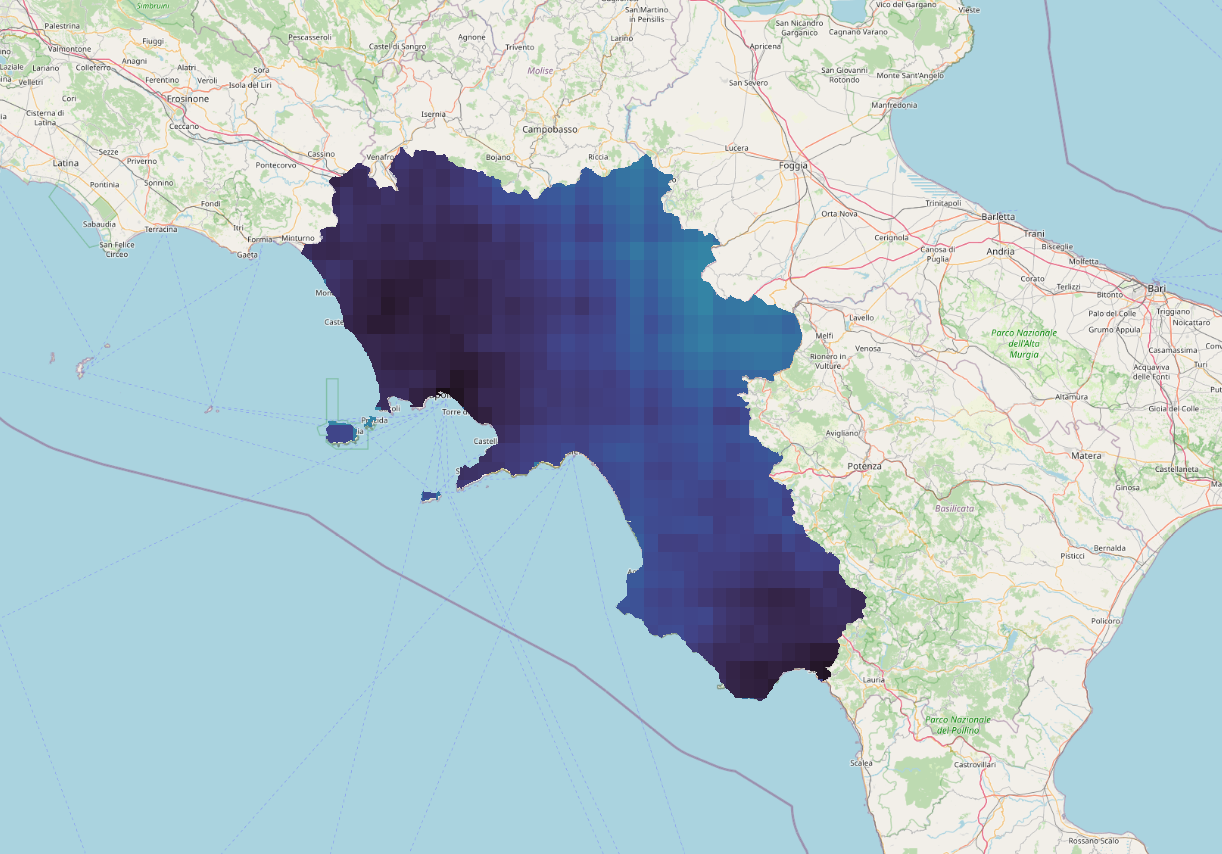 Simbruini
Palestrina
Fiuggi
Pescasseroli
Castel di Sangro
Agnone
Trivento
San Martino
in Pensilis
Larino
Apricena
San Nicandro
Garganico
Cagnano Varano
Vico del Gargano
Vieste
Valmontone
Anagni
Laziale
Lariano
Colleferro
Alatri
Sora
Ferentino
Veroli
Isola del Liri
Velletri
Molise
San Severo
San Giovanni
Rotondo
Monte Sant'Angelo
Cori
Frosinone
Manfredonia
Cisterna di
Latina
Ceccano
Isernia
Campobasso
Lucera
Sezze
Latina
Priverno
Cassino
Venafro
Bojano
Riccia
Foggia
Pontecorvo
Pontinia
Sonnino
Fondi
Trinitapoli
Orta Nova
Barletta
Sabaudia
Terracina
Itri
Formia
Minturno
San Felice
Circeo
Gaeta
Cerignola
Canosa di
Puglia
Trani
Bisceglie
Andria
Molfetta
Corato
Terlizzi
Bitonto
Bari
Mon
Caste
Lavello
Palo del Colle
Triggiano
Noicattaro
Grumo Appula
Melfi
Venosa
Rionero in
Vulture
Parco Nazionale
dell'Alta
Murgia
Casamassima
Conv
Acquaviva
delle Fonti
Turi
Altamura
Put
Gioia del Colle
Torre d
Castell
Avigliano
Potenza
Matera
Castellaneta
Ginosa
Ma
Basilicata
Bernalda
Pisticci
Policoro
Lauria
Parco Nazionale
del Pollino
Scalea
Castrovillari
Rossano Scalo